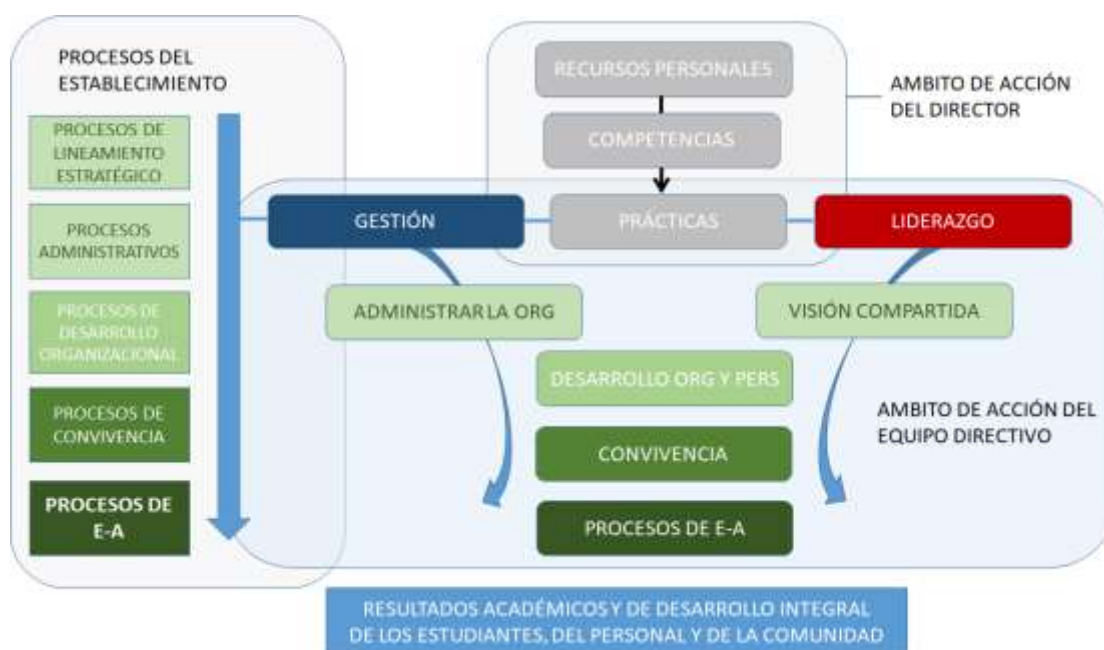 PROCESOS DEL
ESTABLECIMIENTO
PROCESOS DE
LINEAMIENTO
ESTRATÉGICO
PROCESOS
ADMINISTRATIVOS
PROCESOS DE
DESARROLLO
ORGANIZACIONAL
PROCESOS DE
CONVIVENCIA
PROCESOS DE
E-A
RECURSOS PERSONALES
COMPETENCIAS
AMBITO DE ACCIÓN
DEL DIRECTOR
GESTIÓN
PRÁCTICAS
LIDERAZGO
ADMINISTRAR LA ORG
VISIÓN COMPARTIDA
DESARROLLO ORG Y PERS
CONVIVENCIA
PROCESOS DE E-A
AMBITO DE ACCIÓN DEL
EQUIPO DIRECTIVO
RESULTADOS ACADÉMICOS Y DE DESARROLLO INTEGRAL
DE LOS ESTUDIANTES, DEL PERSONAL Y DE LA COMUNIDAD